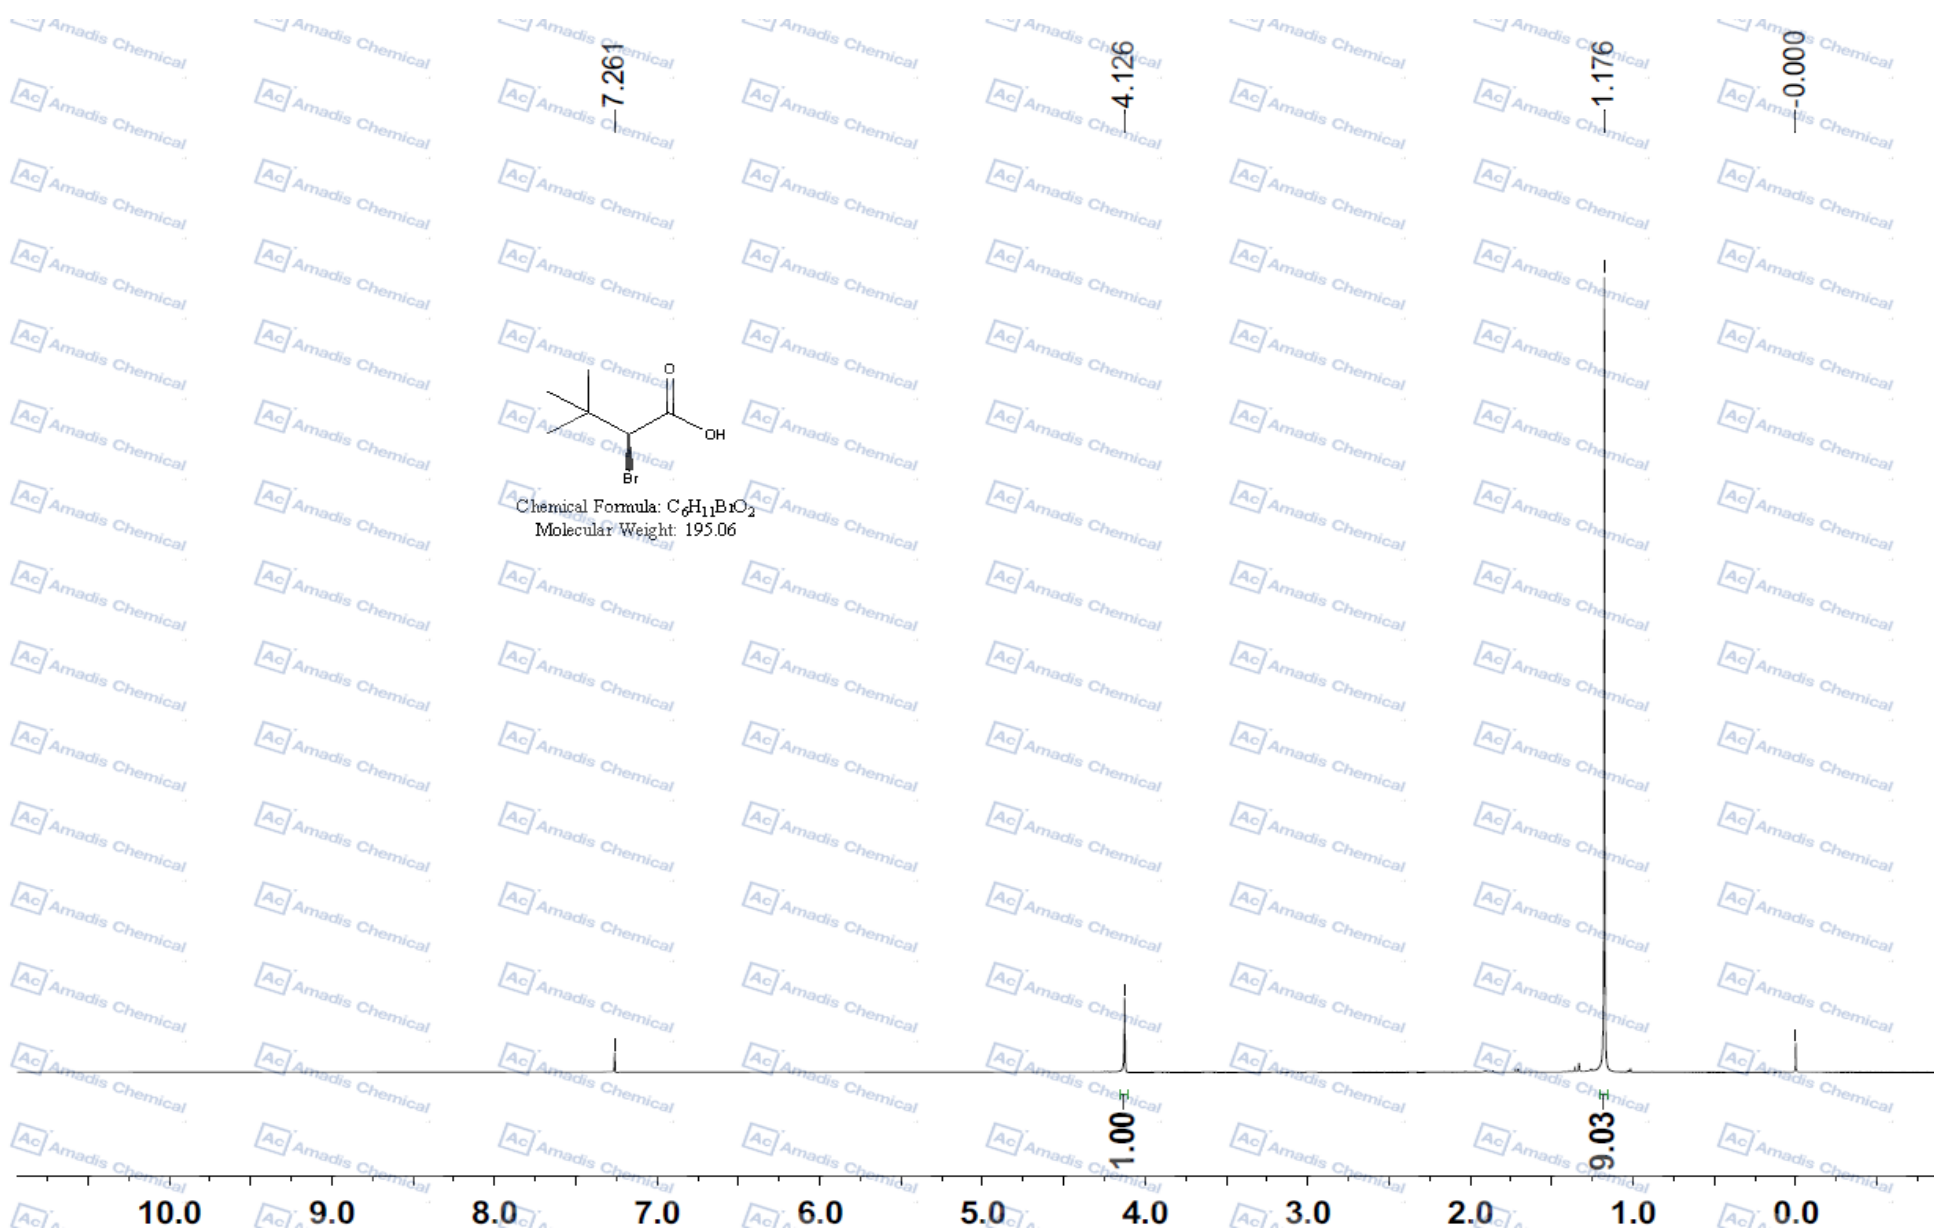 7.261
4.126
1.176
-0.000
O
OH
Br
Chemical Formula: C6H11BrO2
Molecular Weight: 195.06
1.00
9.03
10.0 9.0 8.0 7.0 6.0 5.0 4.0 3.0 2.0 1.0 0.0
Ac Amadis Chemical